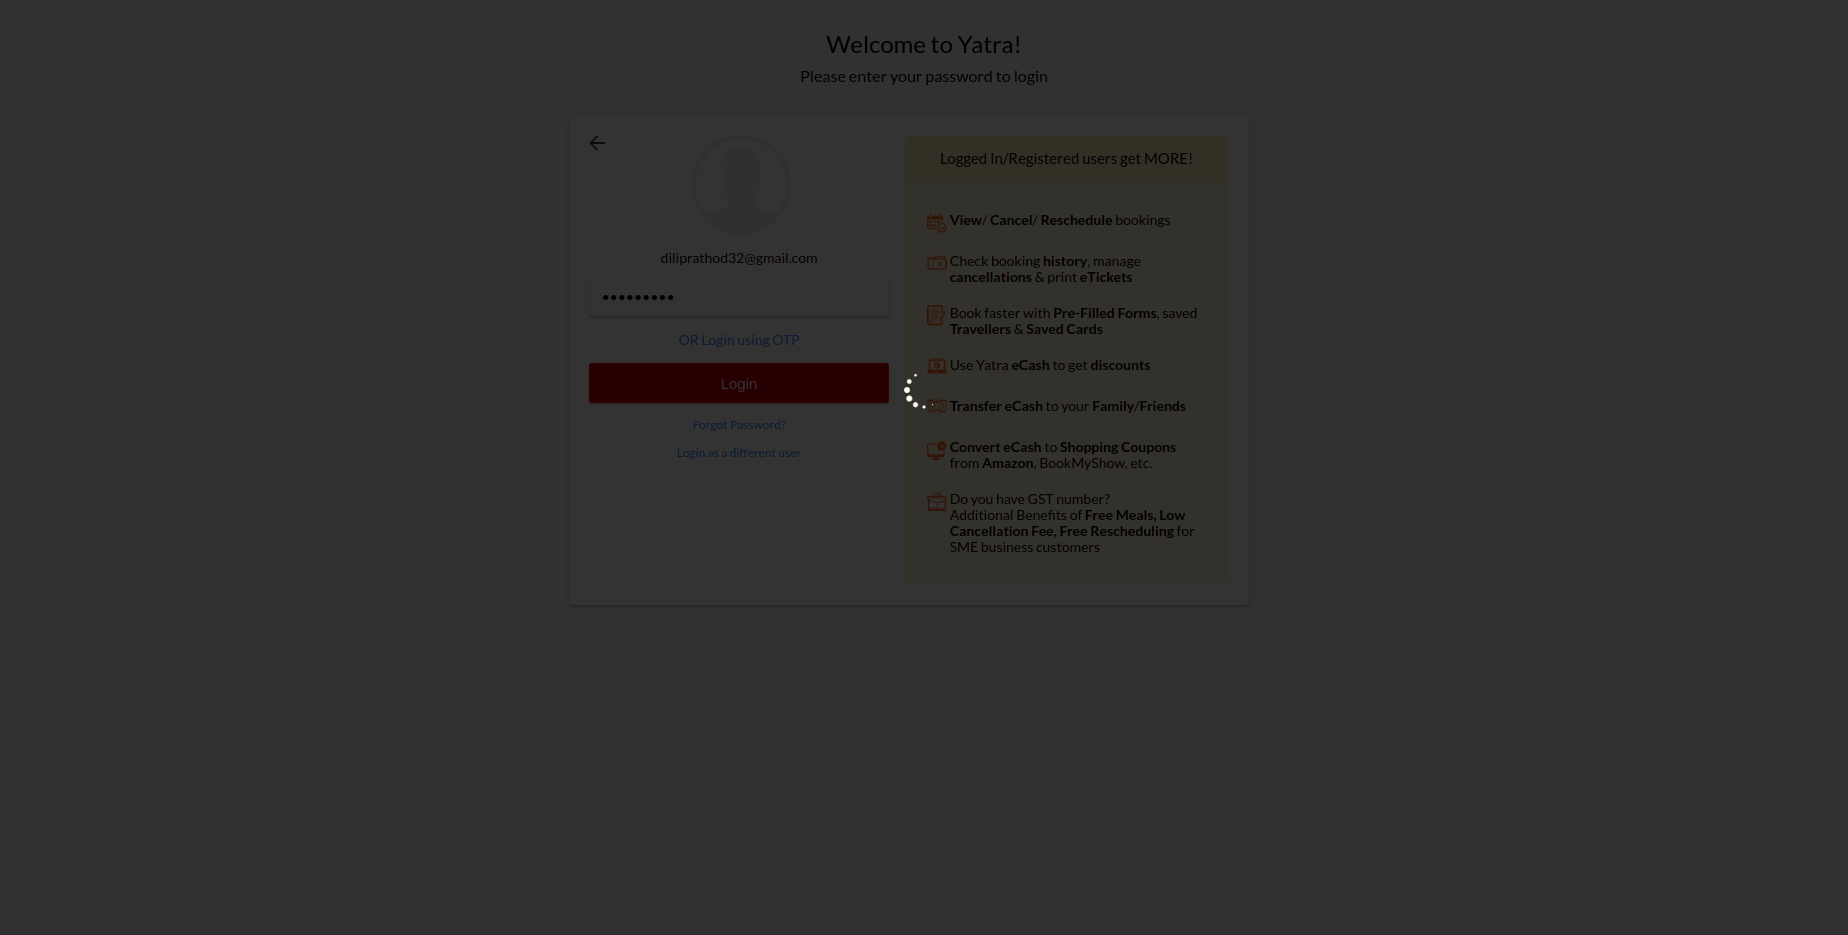 Welcome to Yatra!
Please enter your password to login
diliprathod32@gmail.com
•••••••••
OR Login using OTP
Login
Forgot Password?
Login as a different user
Logged In/Registered users get MORE!
View/ Cancel/ Reschedule bookings
Check booking history, manage
cancellations & print eTickets
Book faster with Pre-Filled Forms, saved
Travellers & Saved Cards
Use Yatra eCash to get discounts
Transfer eCash to your Family/Friends
Convert eCash to Shopping Coupons
from Amazon, BookMyShow, etc.
Do you have GST number?
Additional Benefits of Free Meals, Low
Cancellation Fee, Free Rescheduling for
SME business customers